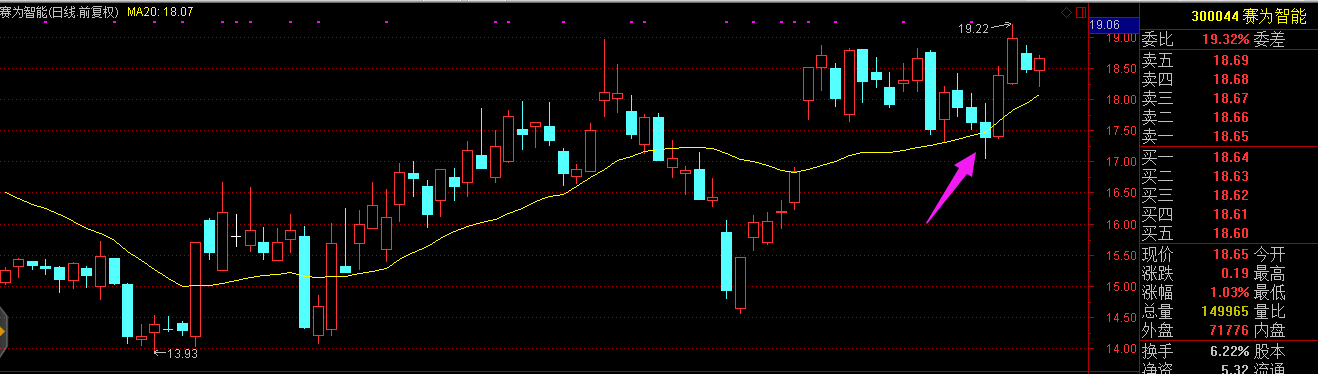 赛为智能(日线.前复权) MA20: 18.07
19.22
13.93
19.06
19.00
18.50
18.00
17.50
17.00
16.50
16.00
15.50
15.00
14.50
14.00
300044 赛为智能
委比 19.32% 委差
卖五 18.69
卖四 18.68
卖三 18.67
卖二 18.66
卖一 18.65
买一 18.64
买二 18.63
买三 18.62
买四 18.61
买五 18.60
现价 18.65 今开
涨跌 0.19 最高
涨幅 1.03% 最低
总量 149965 量比
外盘 71776 内盘
换手 6.22% 股本
净资 5.32 流通